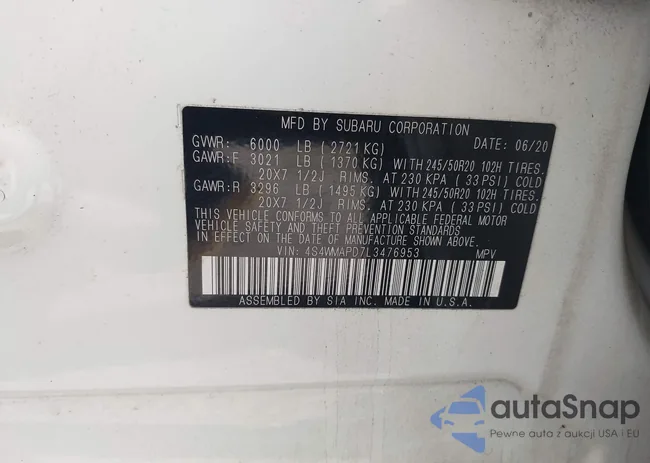 MFD BY SUBARU CORPORATION DATE: 06/20
GVWR: 6000 LB ( 2721 KG)
GAWR:F 3021 LB ( 1370 KG) WITH 245/50R20 102H TIRES.
20X7 1/2J RIMS. AT 230 KPA ( 33 PSI) COLD
GAWR:R 3296 LB ( 1495 KG) WITH 245/50R20 102H TIRES.
20X7 1/2J RIMS. AT 230 KPA ( 33 PSI) COLD
THIS VEHICLE CONFORMS TO ALL APPLICABLE FEDERAL MOTOR
VEHICLE SAFETY AND THEFT PREVENTION STANDARDS
IN EFFECT ON THE DATE OF MANUFACTURE SHOWN ABOVE.
VIN: 4S4WMAPD7L3476953 MPV
ASSEMBLED BY SIA INC. MADE IN U.S.A.
autoSnap
Pewne auta z aukcji USA i EU